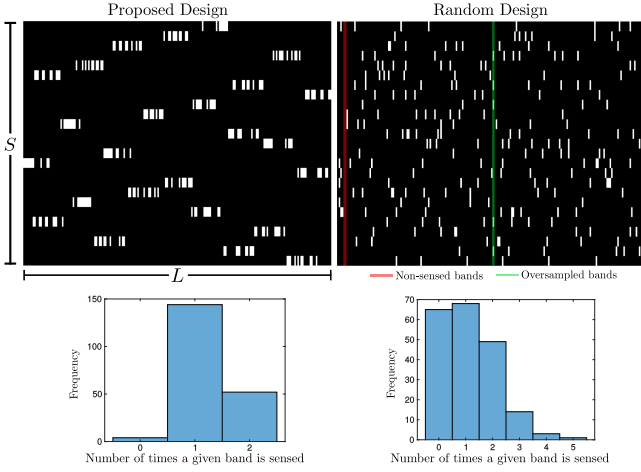 Proposed Design
Random Design
S
L
Non-sensed bands
Oversampled bands
150
100
50
0
Frequency
0 1 2
Number of times a given band is sensed
70
60
50
40
30
20
10
0
Frequency
0 1 2 3 4 5
Number of times a given band is sensed